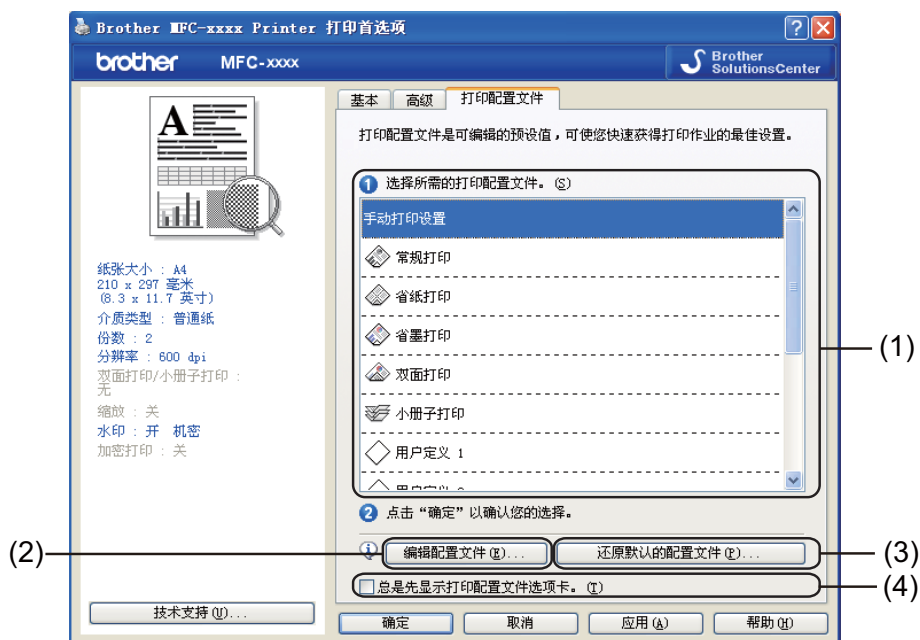 Brother MFC-xxxx Printer 打印首选项
brother MFC-xxxx
Brother
SolutionsCenter
A
纸张大小 : A4
210 x 297 毫米
(8.3 x 11.7 英寸)
介质类型 : 普通纸
份数 : 2
分辨率 : 600 dpi
双面打印/小册子打印 :
无
缩放 : 关
水印 : 开 机密
加密打印 : 关
技术支持(U)...
基本 高级 打印配置文件
打印配置文件是可编辑的预设值，可使您快速获得打印作业的最佳设置。
1 选择所需的打印配置文件。(S)
手动打印设置
常规打印
省纸打印
省墨打印
双面打印
小册子打印
用户定义 1
(1)
2 点击“确定”以确认您的选择。
(2)
编辑配置文件(E)... 还原默认的配置文件(P)...
(3)
总是先显示打印配置文件选项卡。(T)
(4)
确定 取消 应用(A) 帮助(H)